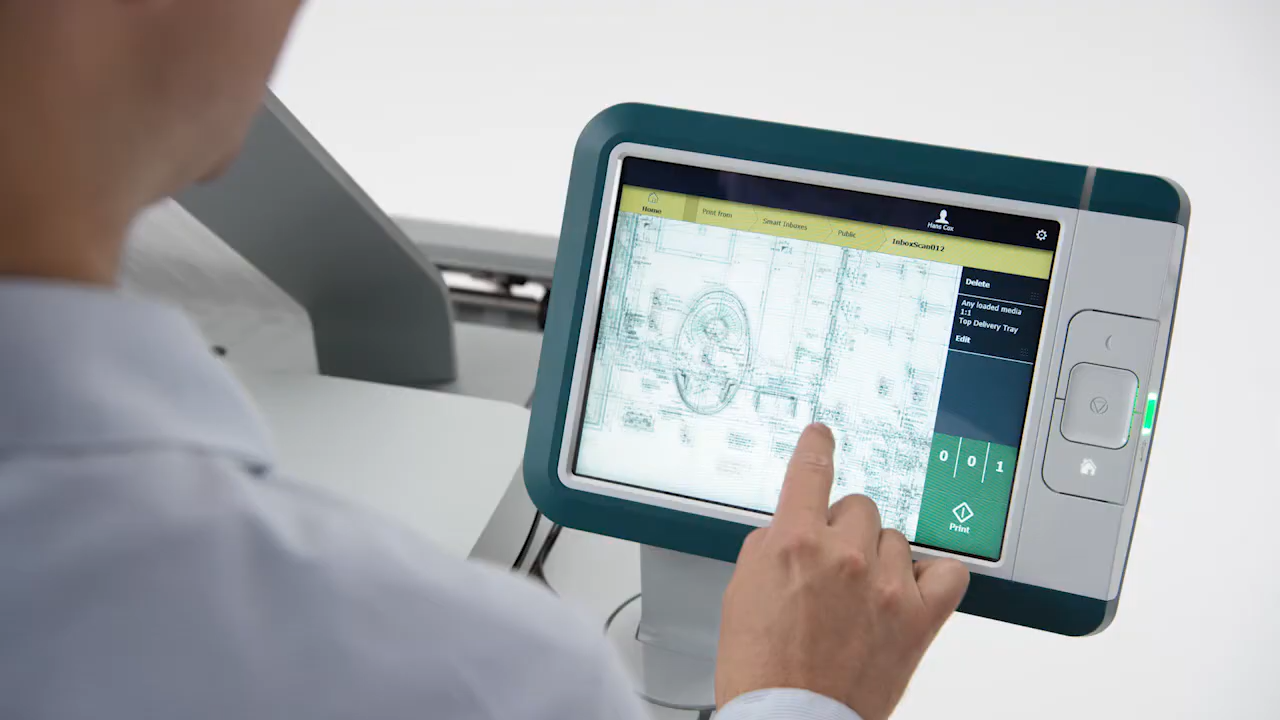 Hans Cox
Home
Print from
Smart Inboxes
Public
InboxScan012
Delete
Any loaded media
1:1
Top Delivery Tray
Edit
0 0 1
Print